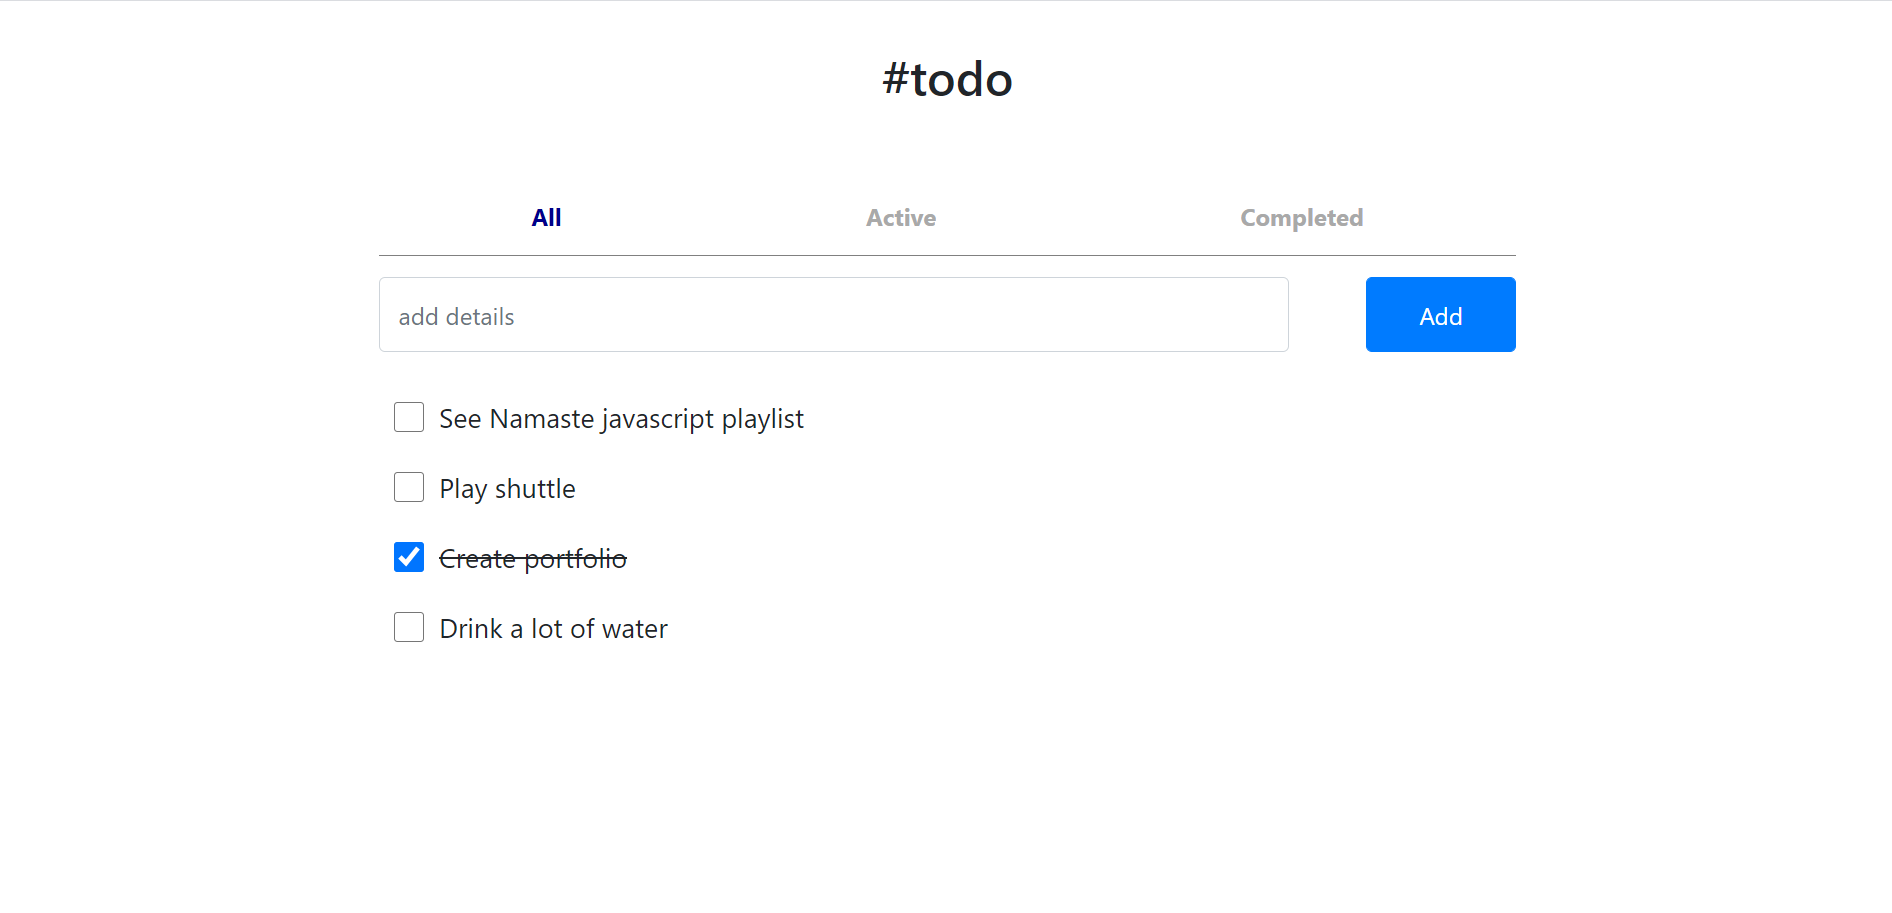 #todo
All Active Completed
add details Add
See Namaste javascript playlist
Play shuttle
Create portfolio
Drink a lot of water